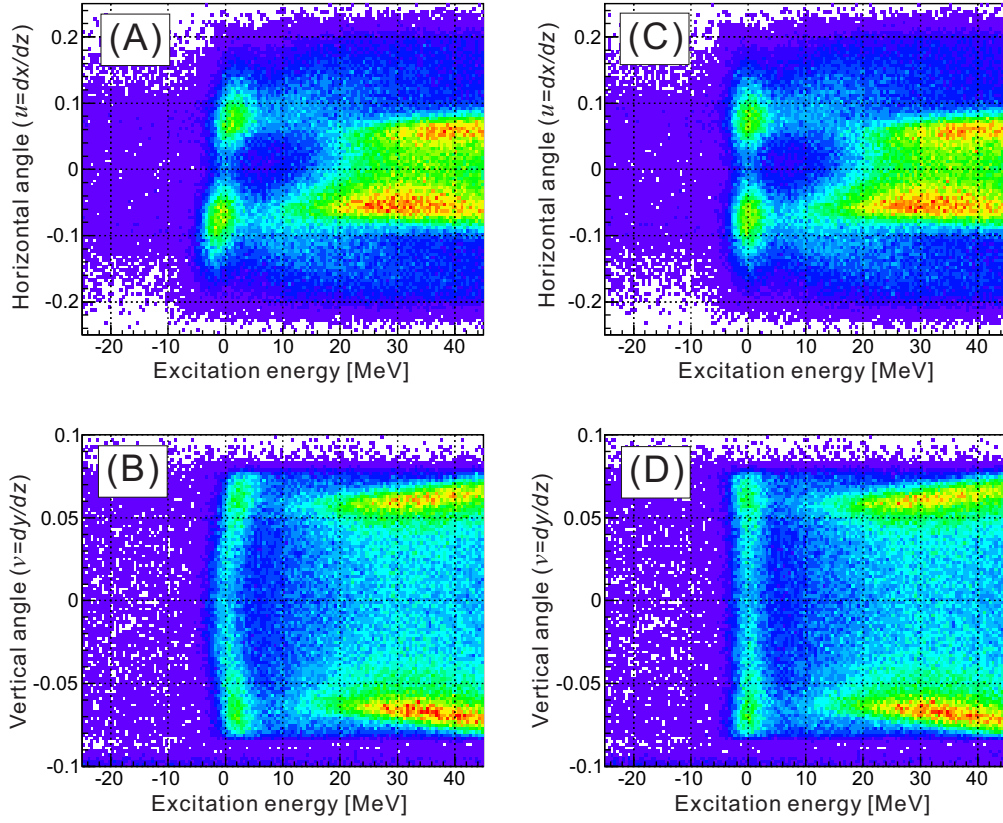 (A)
Horizontal angle (u=dx/dz)
0.2
0.1
0
-0.1
-0.2
-20 -10 0 10 20 30 40
Excitation energy [MeV]
(C)
Horizontal angle (u=dx/dz)
0.2
0.1
0
-0.1
-0.2
-20 -10 0 10 20 30 40
Excitation energy [MeV]
(B)
Vertical angle (v=dy/dz)
0.1
0.05
0
-0.05
-0.1
-20 -10 0 10 20 30 40
Excitation energy [MeV]
(D)
Vertical angle (v=dy/dz)
0.1
0.05
0
-0.05
-0.1
-20 -10 0 10 20 30 40
Excitation energy [MeV]